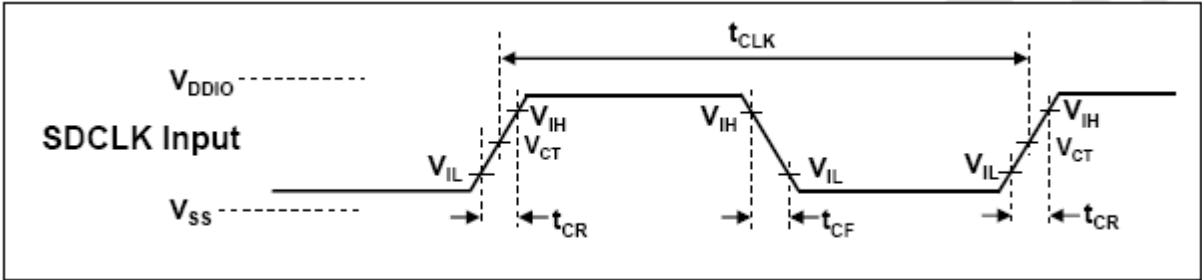 tCLK
VDDIO
SDCLK Input
VIH VIH VIH
VCT VCT
VIL VIL VIL
VSS
tCR tCF tCR